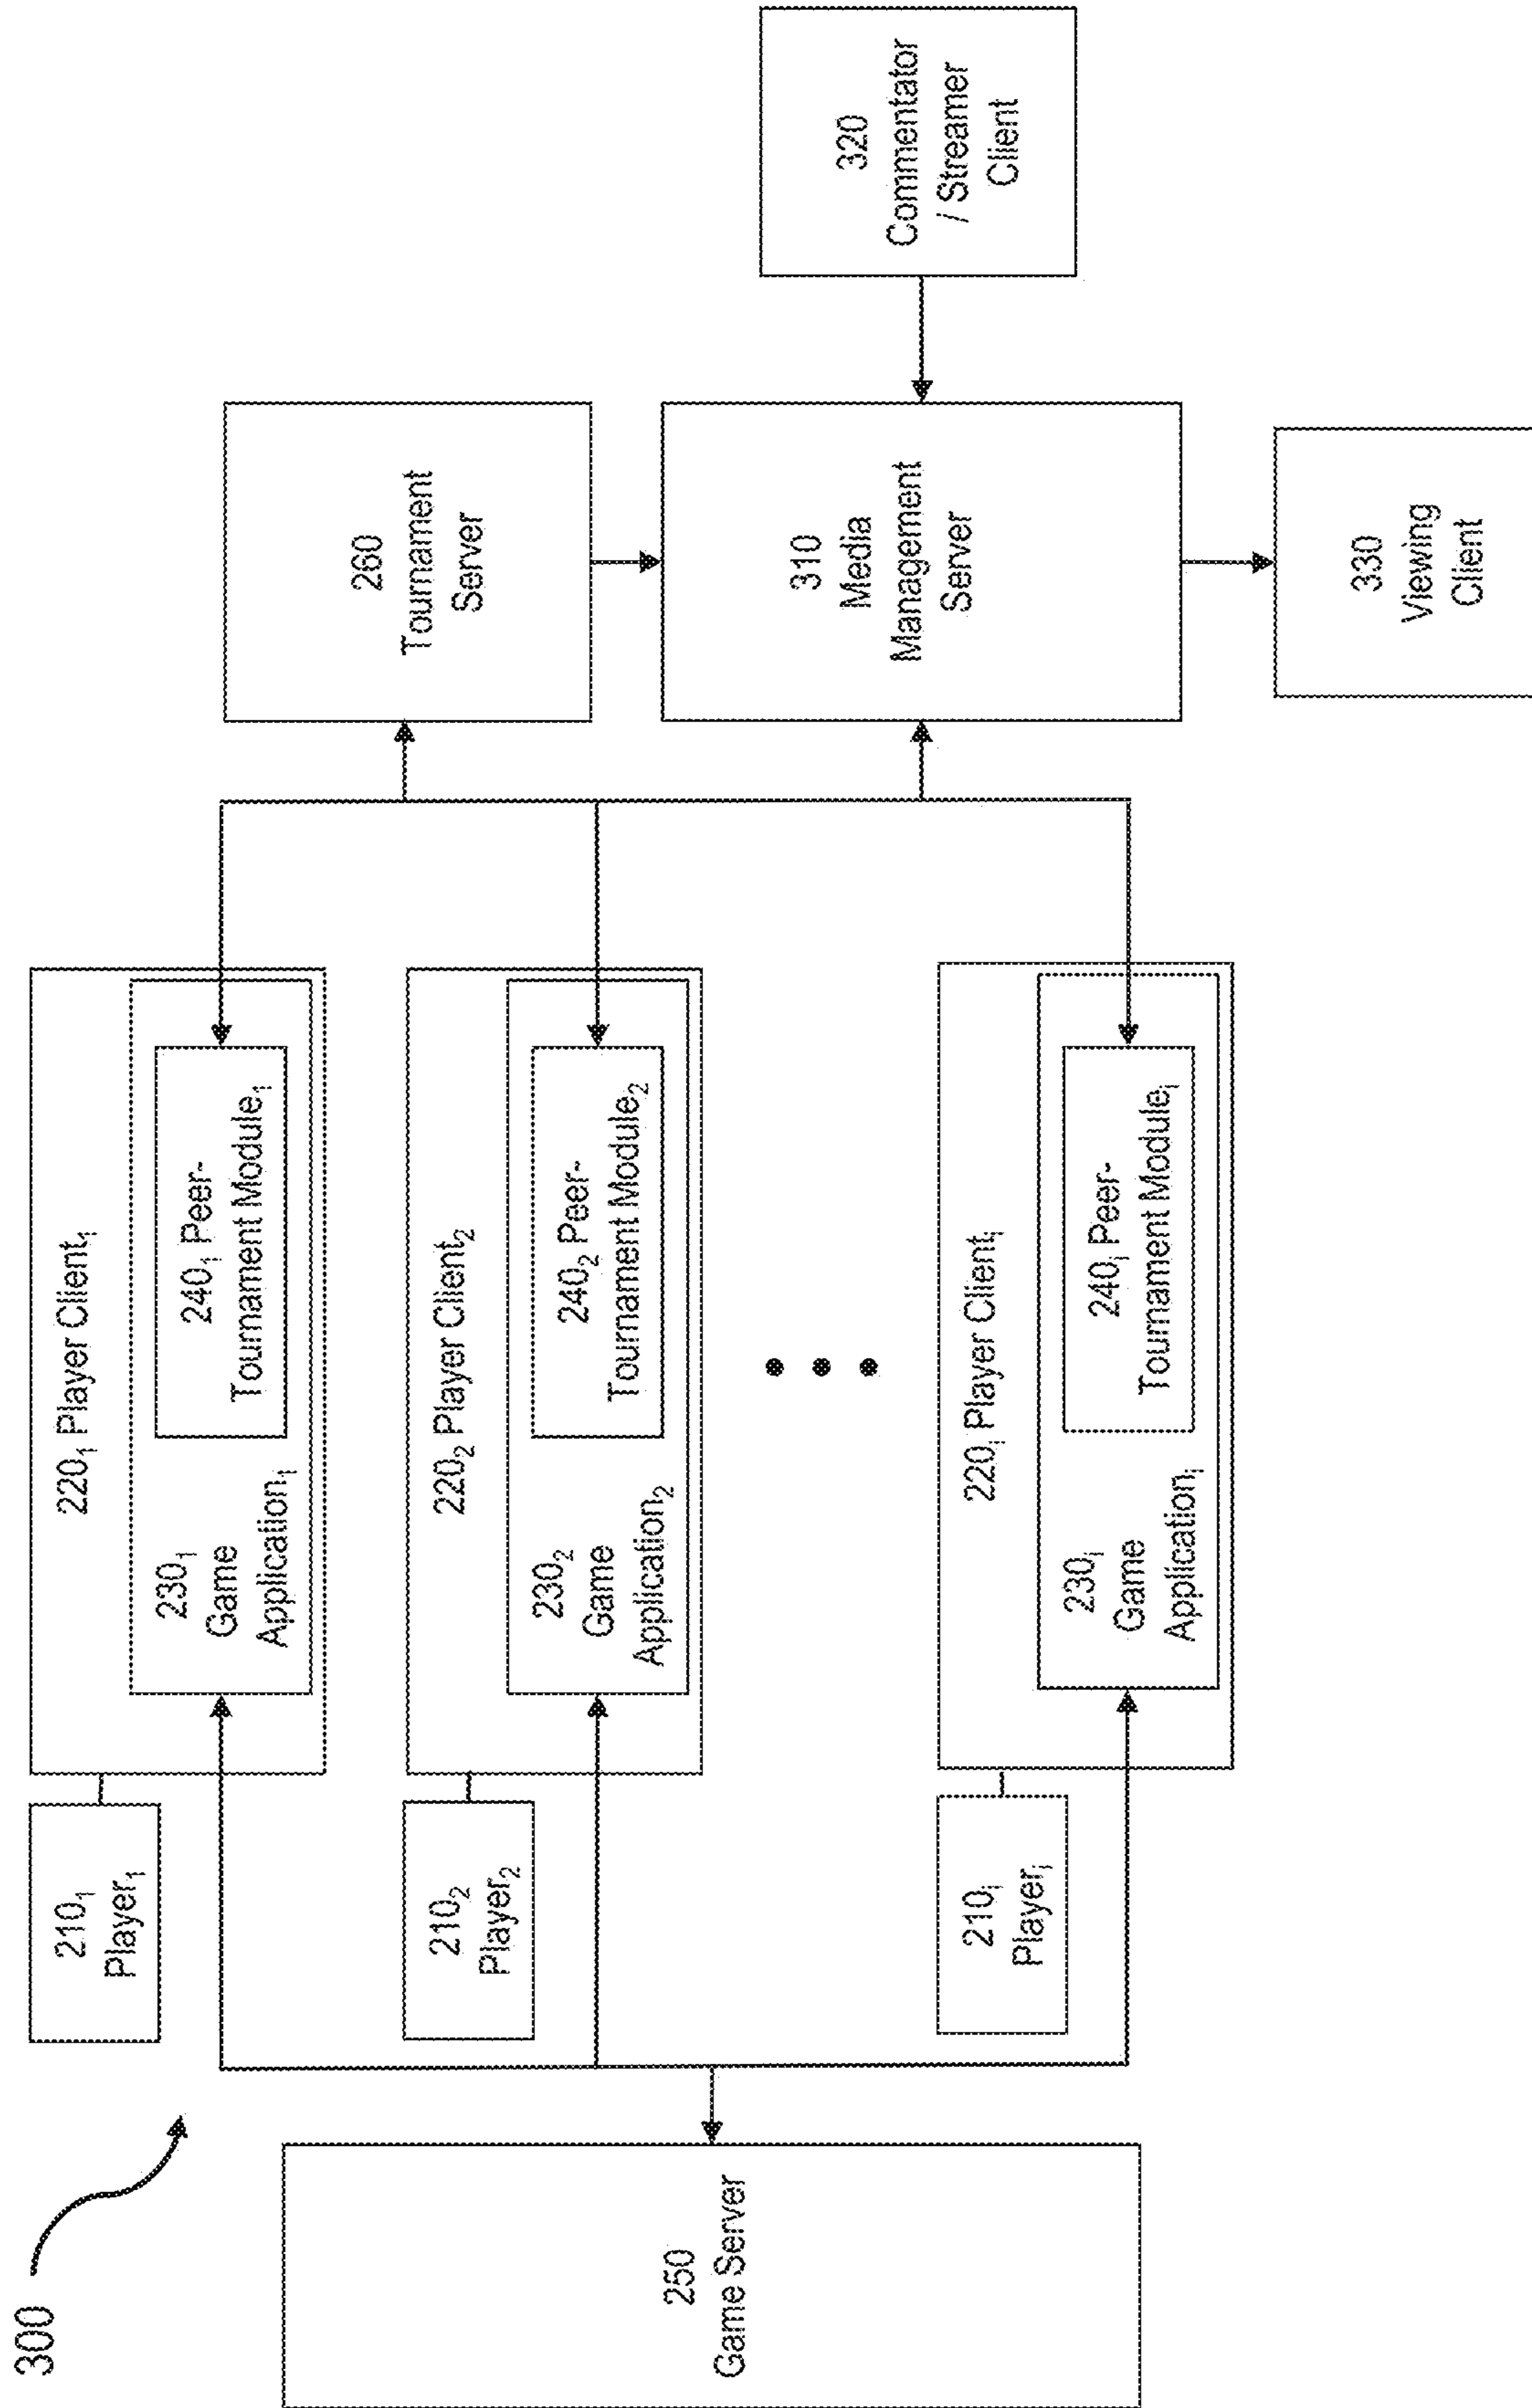 300
210₁
Player₁
220₁ Player Client₁
230₁
Game
Application₁
240₁ Peer-
Tournament Module₁
210₂
Player₂
220₂ Player Client₂
230₂
Game
Application₂
240₂ Peer-
Tournament Module₂
210ᵢ
Playerᵢ
220ᵢ Player Clientᵢ
230ᵢ
Game
Applicationᵢ
240ᵢ Peer-
Tournament Moduleᵢ
250
Game Server
260
Tournament
Server
310
Media
Management
Server
320
Commentator
/ Streamer
Client
330
Viewing
Client